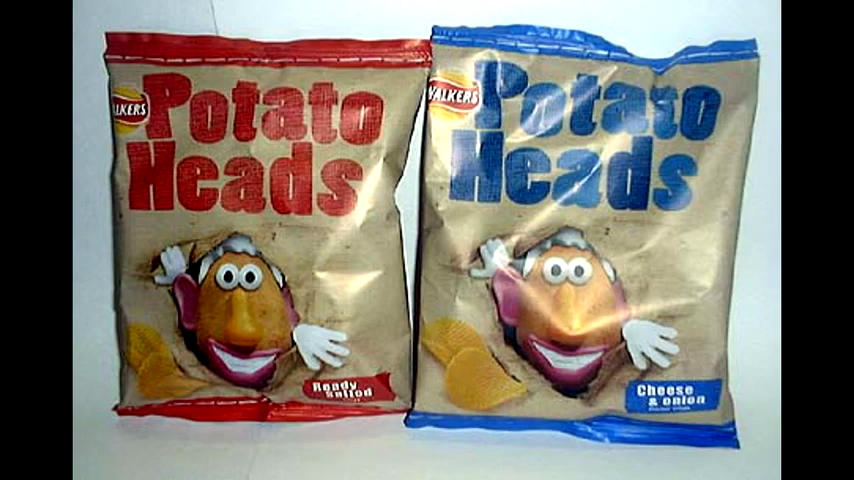 WALKERS
Potato
Heads
Ready
Salted
WALKERS
Potato
Heads
Cheese
& onion